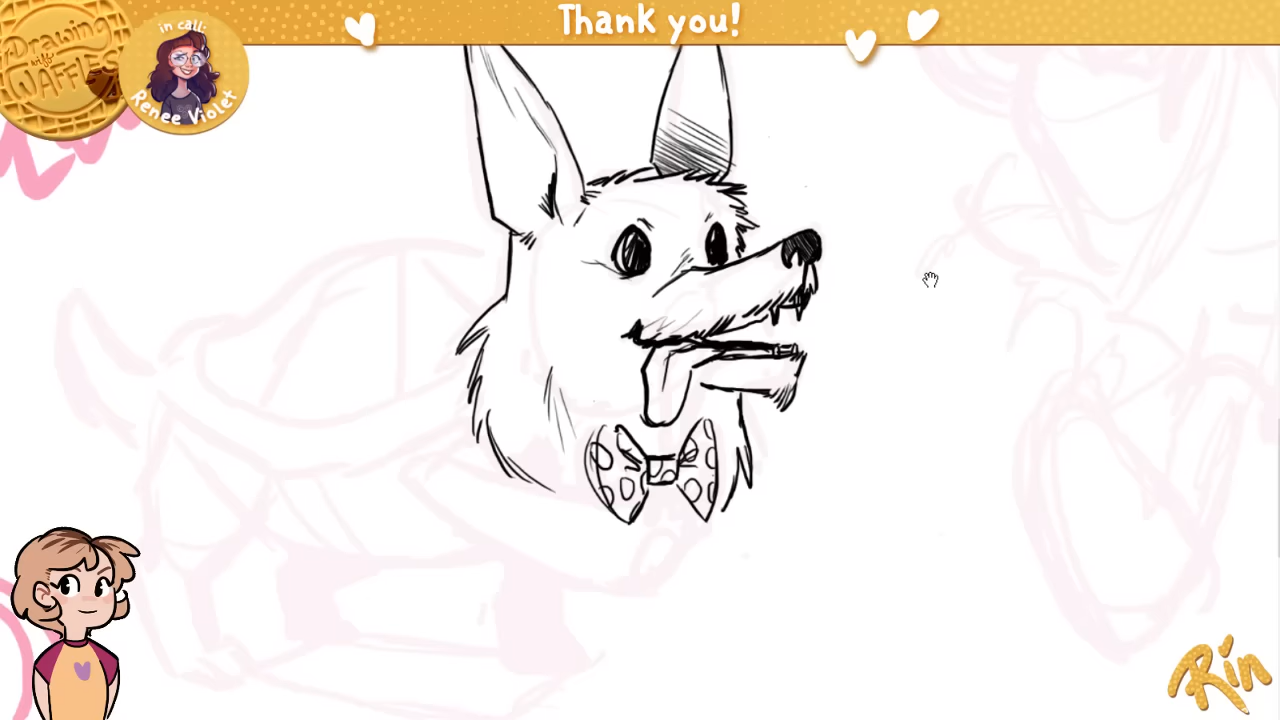 Thank you!
Drawing
with
WAFFLES
in call:
Renee Violet
Rin